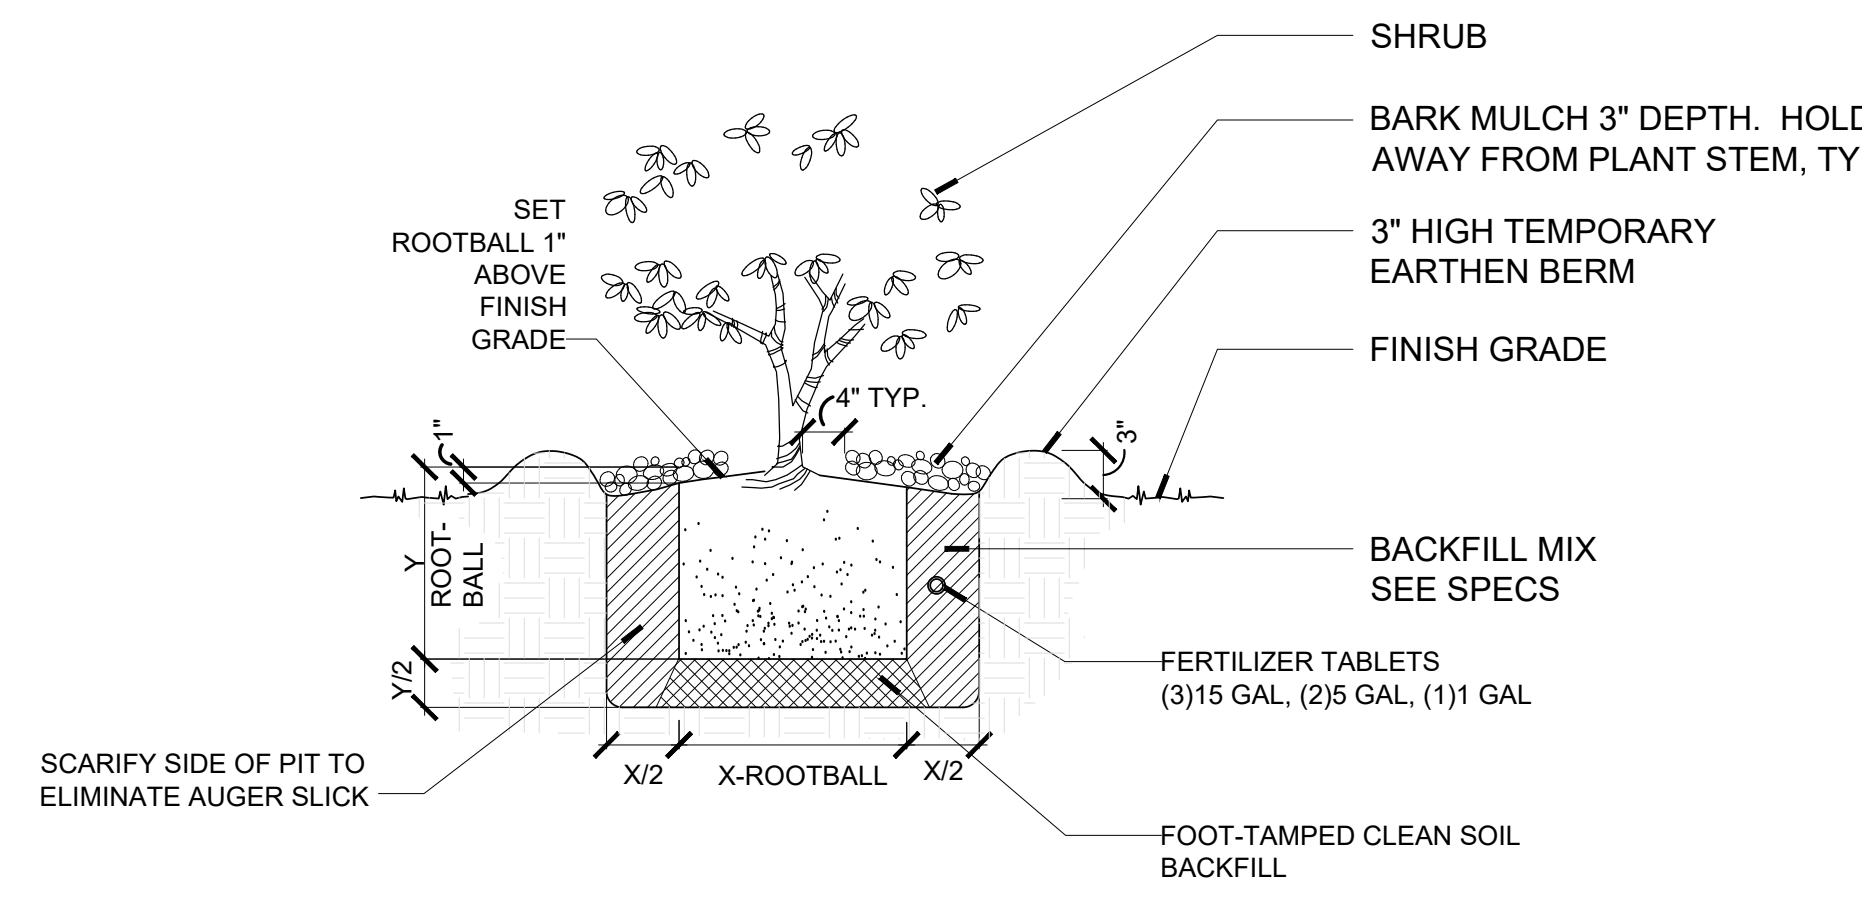 SHRUB
BARK MULCH 3" DEPTH. HOLD
AWAY FROM PLANT STEM, TY
3" HIGH TEMPORARY
EARTHEN BERM
FINISH GRADE
SET
ROOTBALL 1"
ABOVE
FINISH
GRADE
4" TYP.
1"
3"
Y
ROOT-
BALL
Y/2
BACKFILL MIX
SEE SPECS
FERTILIZER TABLETS
(3)15 GAL, (2)5 GAL, (1)1 GAL
SCARIFY SIDE OF PIT TO
ELIMINATE AUGER SLICK
X/2
X-ROOTBALL
X/2
FOOT-TAMPED CLEAN SOIL
BACKFILL